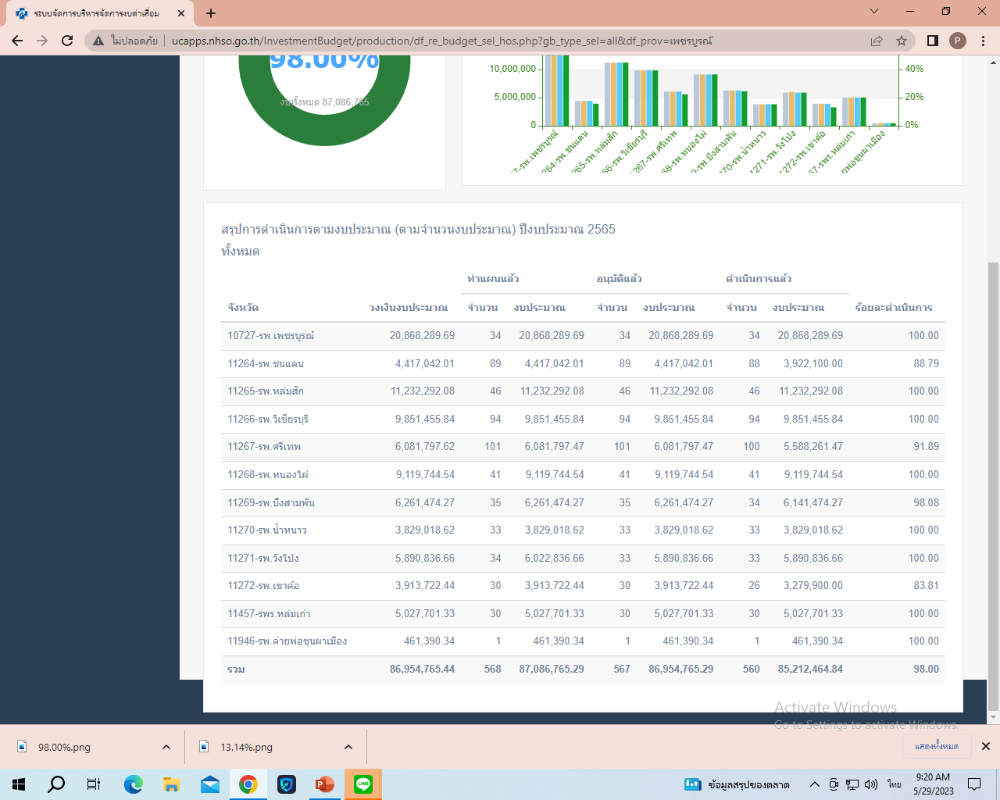 ระบบจัดการบริหารจัดการงบค่าเสื่อม
ไม่ปลอดภัย
ucapps.nhso.go.th/InvestmentBudget/production/df_re_budget_sel_hos.php?gb_type_sel=all&df_prov=เพชรบูรณ์
P
98.00%
งบทั้งหมด 87,086,765
10,000,000 40%
5,000,000 20%
0 0%
7-รพ.เพชรบูรณ์
264-รพ.ชนแดน
265-รพ.หล่มสัก
66-รพ.วิเชียรบุรี
1267-รพ.ศรีเทพ
68-รพ.หนองไผ่
9-รพ.บึงสามพัน
270-รพ.น้ำหนาว
1271-รพ.วังโป่ง
1272-รพ.เขาค้อ
57-รพร.หล่มเก่า
ยพ่อขุนผาเมือง
สรุปการดำเนินการตามงบประมาณ (ตามจำนวนงบประมาณ) ปีงบประมาณ 2565
ทั้งหมด
ทำแผนแล้ว อนุมัติแล้ว ดำเนินการแล้ว
จังหวัด วงเงินงบประมาณ จำนวน งบประมาณ จำนวน งบประมาณ จำนวน งบประมาณ ร้อยละดำเนินการ
10727-รพ.เพชรบูรณ์ 20,868,289.69 34 20,868,289.69 34 20,868,289.69 34 20,868,289.69 100.00
11264-รพ.ชนแดน 4,417,042.01 89 4,417,042.01 89 4,417,042.01 88 3,922,100.00 88.79
11265-รพ.หล่มสัก 11,232,292.08 46 11,232,292.08 46 11,232,292.08 46 11,232,292.08 100.00
11266-รพ.วิเชียรบุรี 9,851,455.84 94 9,851,455.84 94 9,851,455.84 94 9,851,455.84 100.00
11267-รพ.ศรีเทพ 6,081,797.62 101 6,081,797.47 101 6,081,797.47 100 5,588,261.47 91.89
11268-รพ.หนองไผ่ 9,119,744.54 41 9,119,744.54 41 9,119,744.54 41 9,119,744.54 100.00
11269-รพ.บึงสามพัน 6,261,474.27 35 6,261,474.27 35 6,261,474.27 34 6,141,474.27 98.08
11270-รพ.น้ำหนาว 3,829,018.62 33 3,829,018.62 33 3,829,018.62 33 3,829,018.62 100.00
11271-รพ.วังโป่ง 5,890,836.66 34 6,022,836.66 33 5,890,836.66 33 5,890,836.66 100.00
11272-รพ.เขาค้อ 3,913,722.44 30 3,913,722.44 30 3,913,722.44 26 3,279,900.00 83.81
11457-รพร.หล่มเก่า 5,027,701.33 30 5,027,701.33 30 5,027,701.33 30 5,027,701.33 100.00
11946-รพ.ค่ายพ่อขุนผาเมือง 461,390.34 1 461,390.34 1 461,390.34 1 461,390.34 100.00
รวม 86,954,765.44 568 87,086,765.29 567 86,954,765.29 560 85,212,464.84 98.00
Activate Windows
Go to Settings to activate Windows.
98.00%.png
13.14%.png
แสดงทั้งหมด
ข้อมูลสรุปของตลาด
ไทย
9:20 AM
5/29/2023